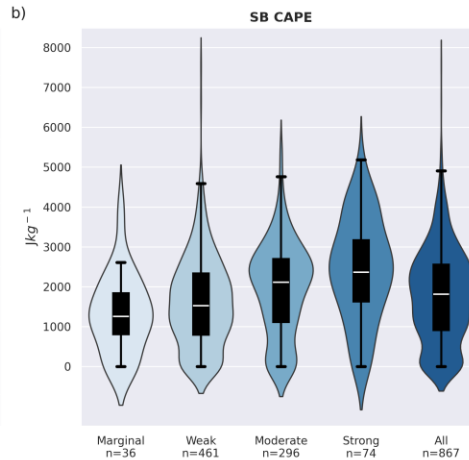 b)
SB CAPE
8000
7000
6000
5000
4000
3000
2000
1000
0
Jkg⁻¹
Marginal
n=36
Weak
n=461
Moderate
n=296
Strong
n=74
All
n=867